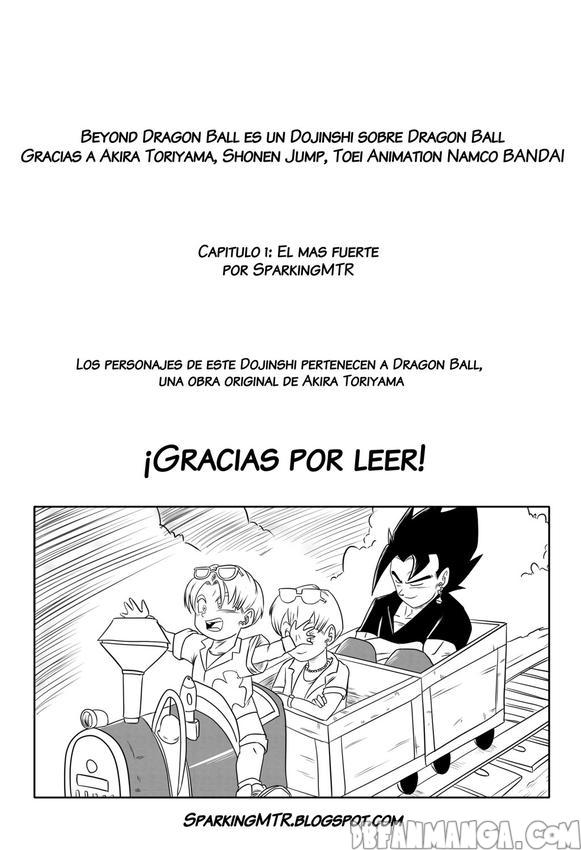 Beyond Dragon Ball es un Dojinshi sobre Dragon Ball
Gracias a Akira Toriyama, Shonen Jump, Toei Animation Namco BANDAI
Capitulo 1: El mas fuerte
por SparkingMTR
Los personajes de este Dojinshi pertenecen a Dragon Ball,
una obra original de Akira Toriyama
¡Gracias por leer!
SparkingMTR.blogspot.com
DBFANMANGA.COM